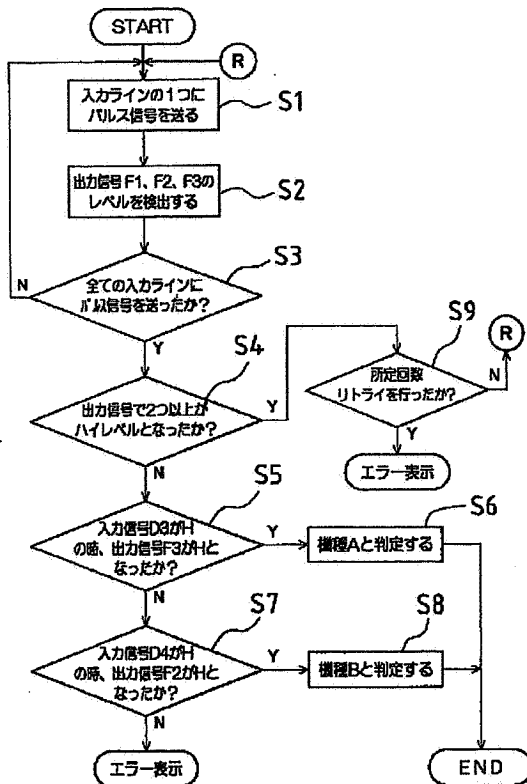 START
R
入力ラインの1つに
パルス信号を送る
S1
出力信号F1、F2、F3の
レベルを検出する
S2
全ての入力ラインに
パルス信号を送ったか?
S3
N
Y
出力信号で2つ以上が
ハイレベルとなったか?
S4
Y
N
所定回数
リトライを行ったか?
S9
N
R
Y
エラー表示
入力信号D3がH
の時、出力信号F3がHと
なったか?
S5
Y
N
機種Aと判定する
S6
入力信号D4がH
の時、出力信号F2がHと
なったか?
S7
Y
N
機種Bと判定する
S8
エラー表示
END